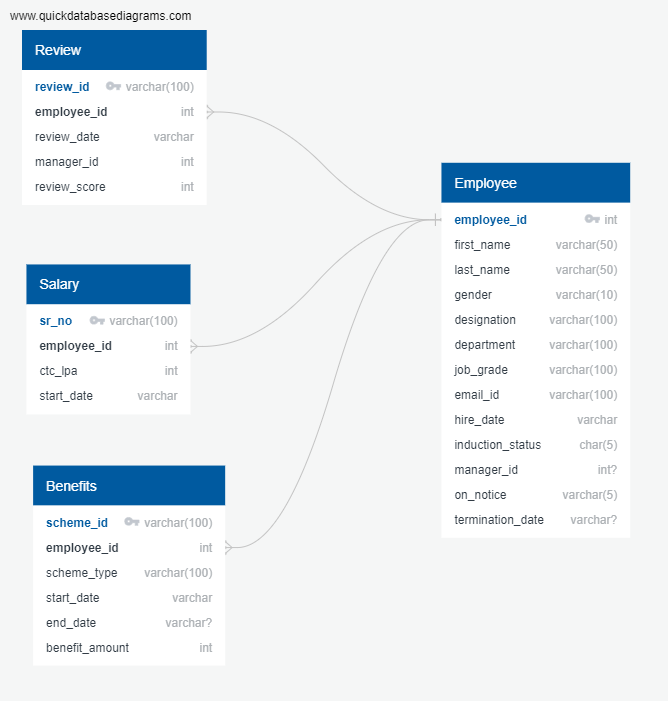 www.quickdatabasediagrams.com
Review
review_id varchar(100)
employee_id int
review_date varchar
manager_id int
review_score int
Salary
sr_no varchar(100)
employee_id int
ctc_lpa int
start_date varchar
Benefits
scheme_id varchar(100)
employee_id int
scheme_type varchar(100)
start_date varchar
end_date varchar?
benefit_amount int
Employee
employee_id int
first_name varchar(50)
last_name varchar(50)
gender varchar(10)
designation varchar(100)
department varchar(100)
job_grade varchar(100)
email_id varchar(100)
hire_date varchar
induction_status char(5)
manager_id int?
on_notice varchar(5)
termination_date varchar?